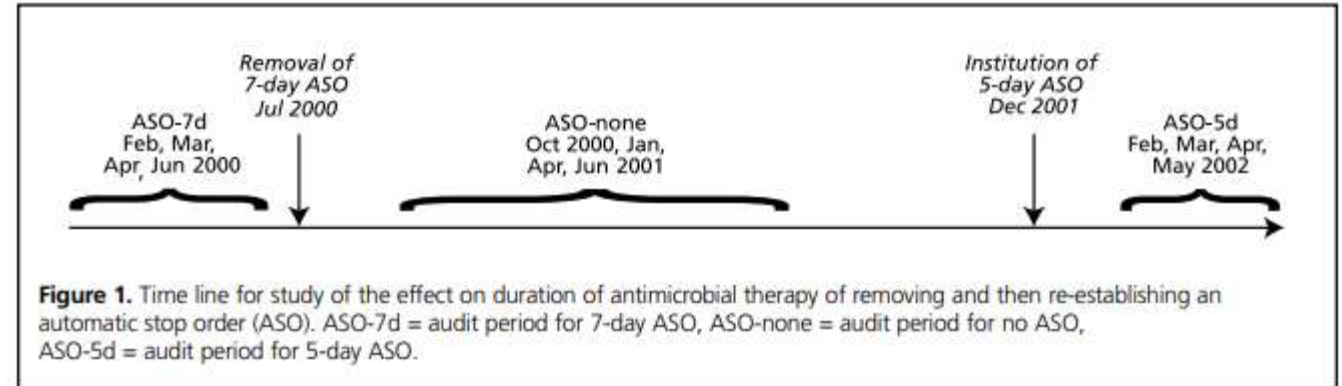 Removal of
7-day ASO
Jul 2000
Institution of
5-day ASO
Dec 2001
ASO-7d
Feb, Mar,
Apr, Jun 2000
ASO-none
Oct 2000, Jan,
Apr, Jun 2001
ASO-5d
Feb, Mar, Apr,
May 2002
Figure 1. Time line for study of the effect on duration of antimicrobial therapy of removing and then re-establishing an
automatic stop order (ASO). ASO-7d = audit period for 7-day ASO, ASO-none = audit period for no ASO,
ASO-5d = audit period for 5-day ASO.